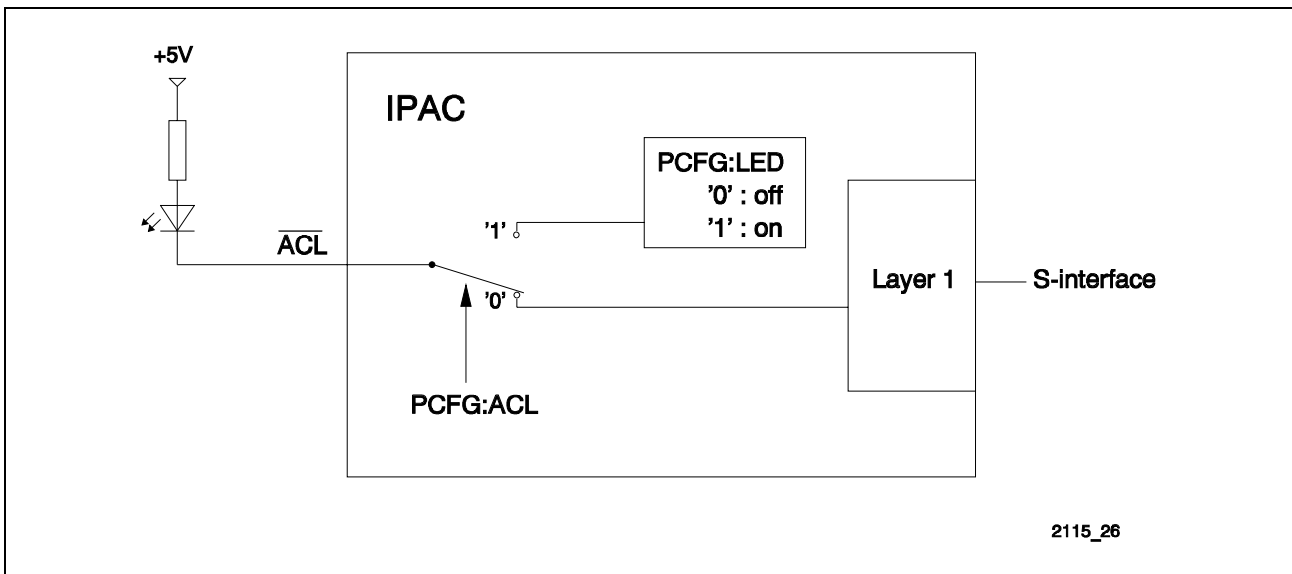 +5V
IPAC
PCFG:LED
'0' : off
'1' : on
'1'
ACL
'0'
Layer 1
S-interface
PCFG:ACL
2115_26